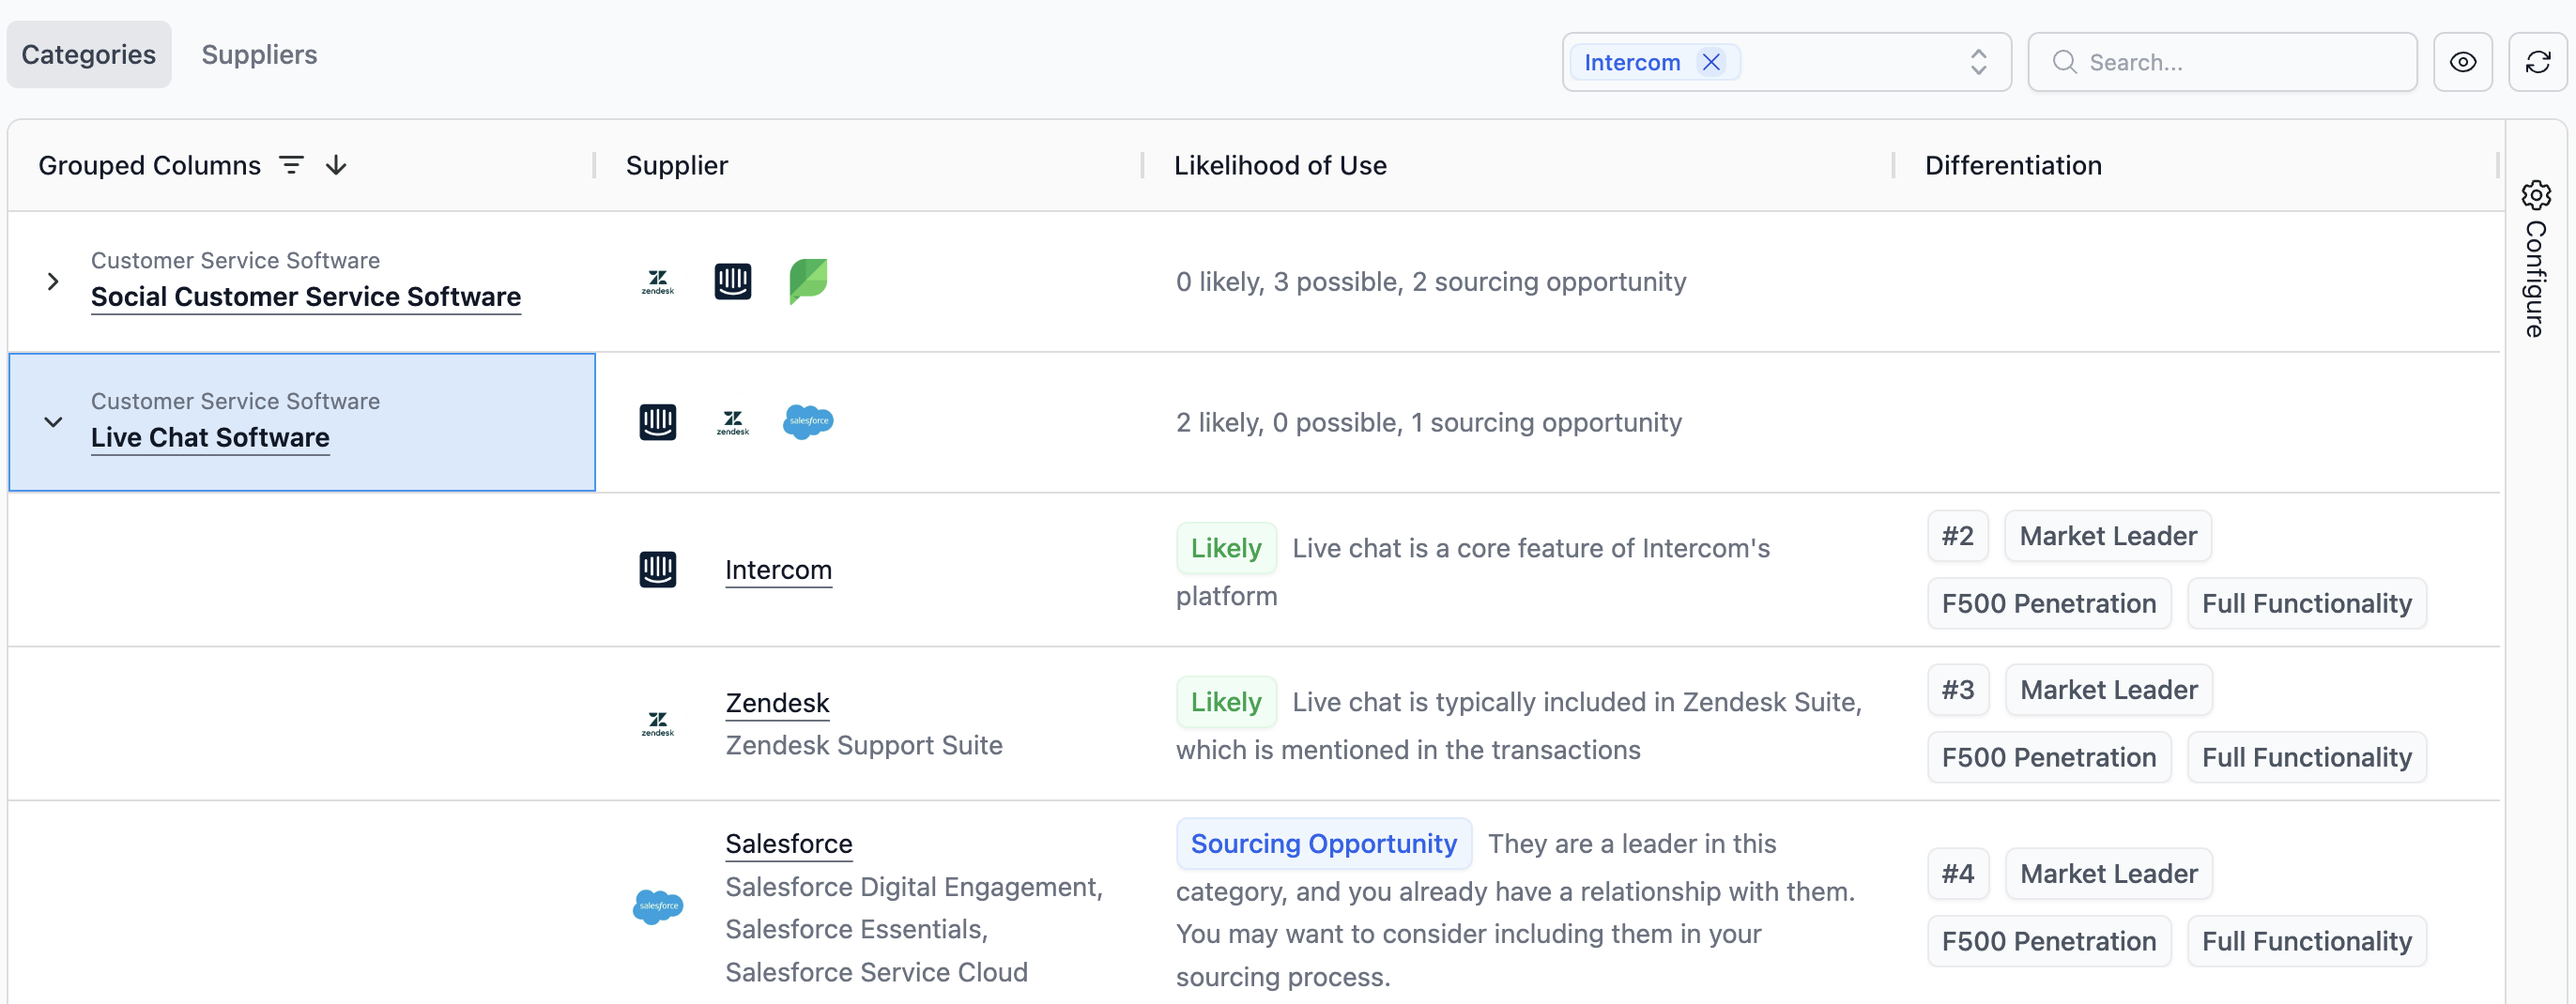 Categories
Suppliers
Intercom
Search...
Grouped Columns
Supplier
Likelihood of Use
Differentiation
Configure
Customer Service Software
Social Customer Service Software
zendesk
0 likely, 3 possible, 2 sourcing opportunity
Customer Service Software
Live Chat Software
zendesk
salesforce
2 likely, 0 possible, 1 sourcing opportunity
Intercom
Likely Live chat is a core feature of Intercom's
platform
#2 Market Leader
F500 Penetration Full Functionality
zendesk
Zendesk
Zendesk Support Suite
Likely Live chat is typically included in Zendesk Suite,
which is mentioned in the transactions
#3 Market Leader
F500 Penetration Full Functionality
salesforce
Salesforce
Salesforce Digital Engagement,
Salesforce Essentials,
Salesforce Service Cloud
Sourcing Opportunity They are a leader in this
category, and you already have a relationship with them.
You may want to consider including them in your
sourcing process.
#4 Market Leader
F500 Penetration Full Functionality